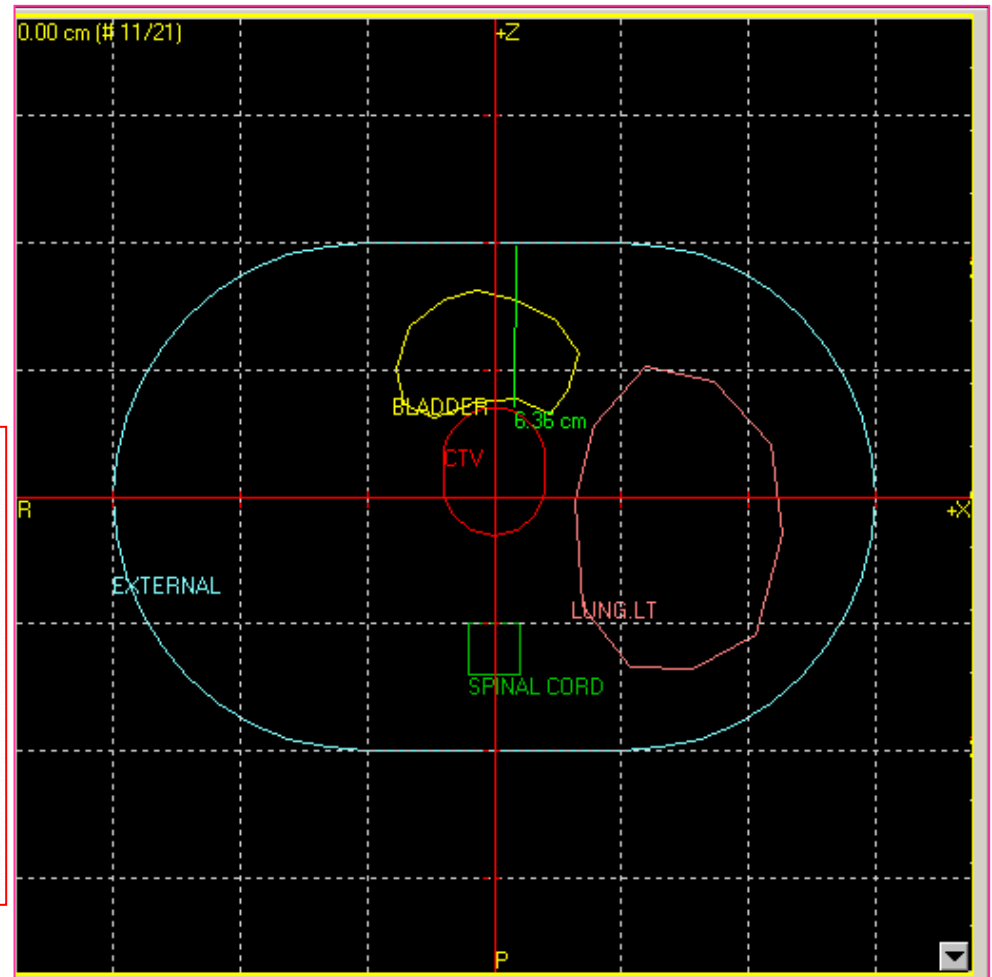 0.00 cm (# 11/21)
+Z
BLADDER
6.36 cm
CTV
R
+X
EXTERNAL
LUNG.LT
SPINAL CORD
P